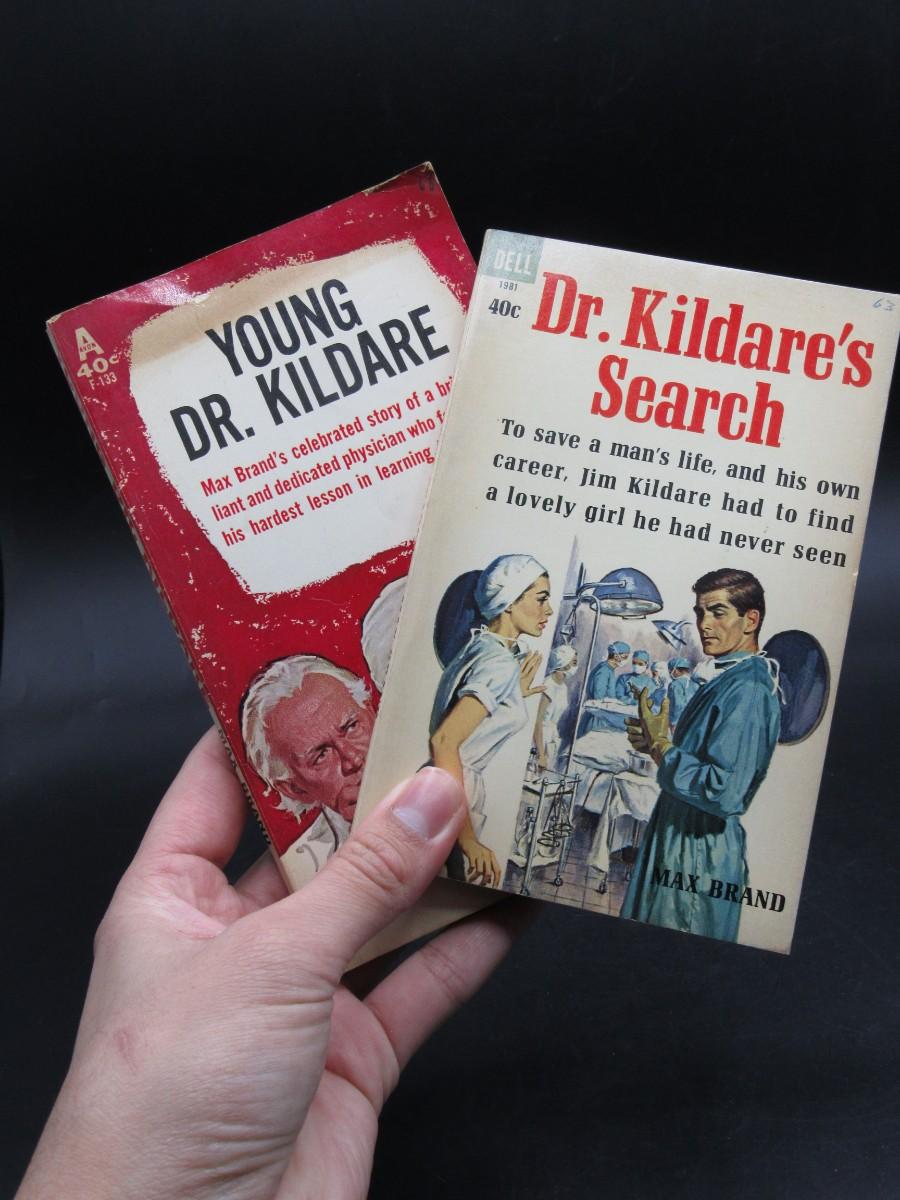 A
AVON
40c
F-133
YOUNG
DR. KILDARE
Max Brand's celebrated story of a
liant and dedicated physician who
his hardest lesson in learning
DELL
1981
40c
63
Dr. Kildare's
Search
To save a man's life, and his own
career, Jim Kildare had to find
a lovely girl he had never seen
MAX BRAND